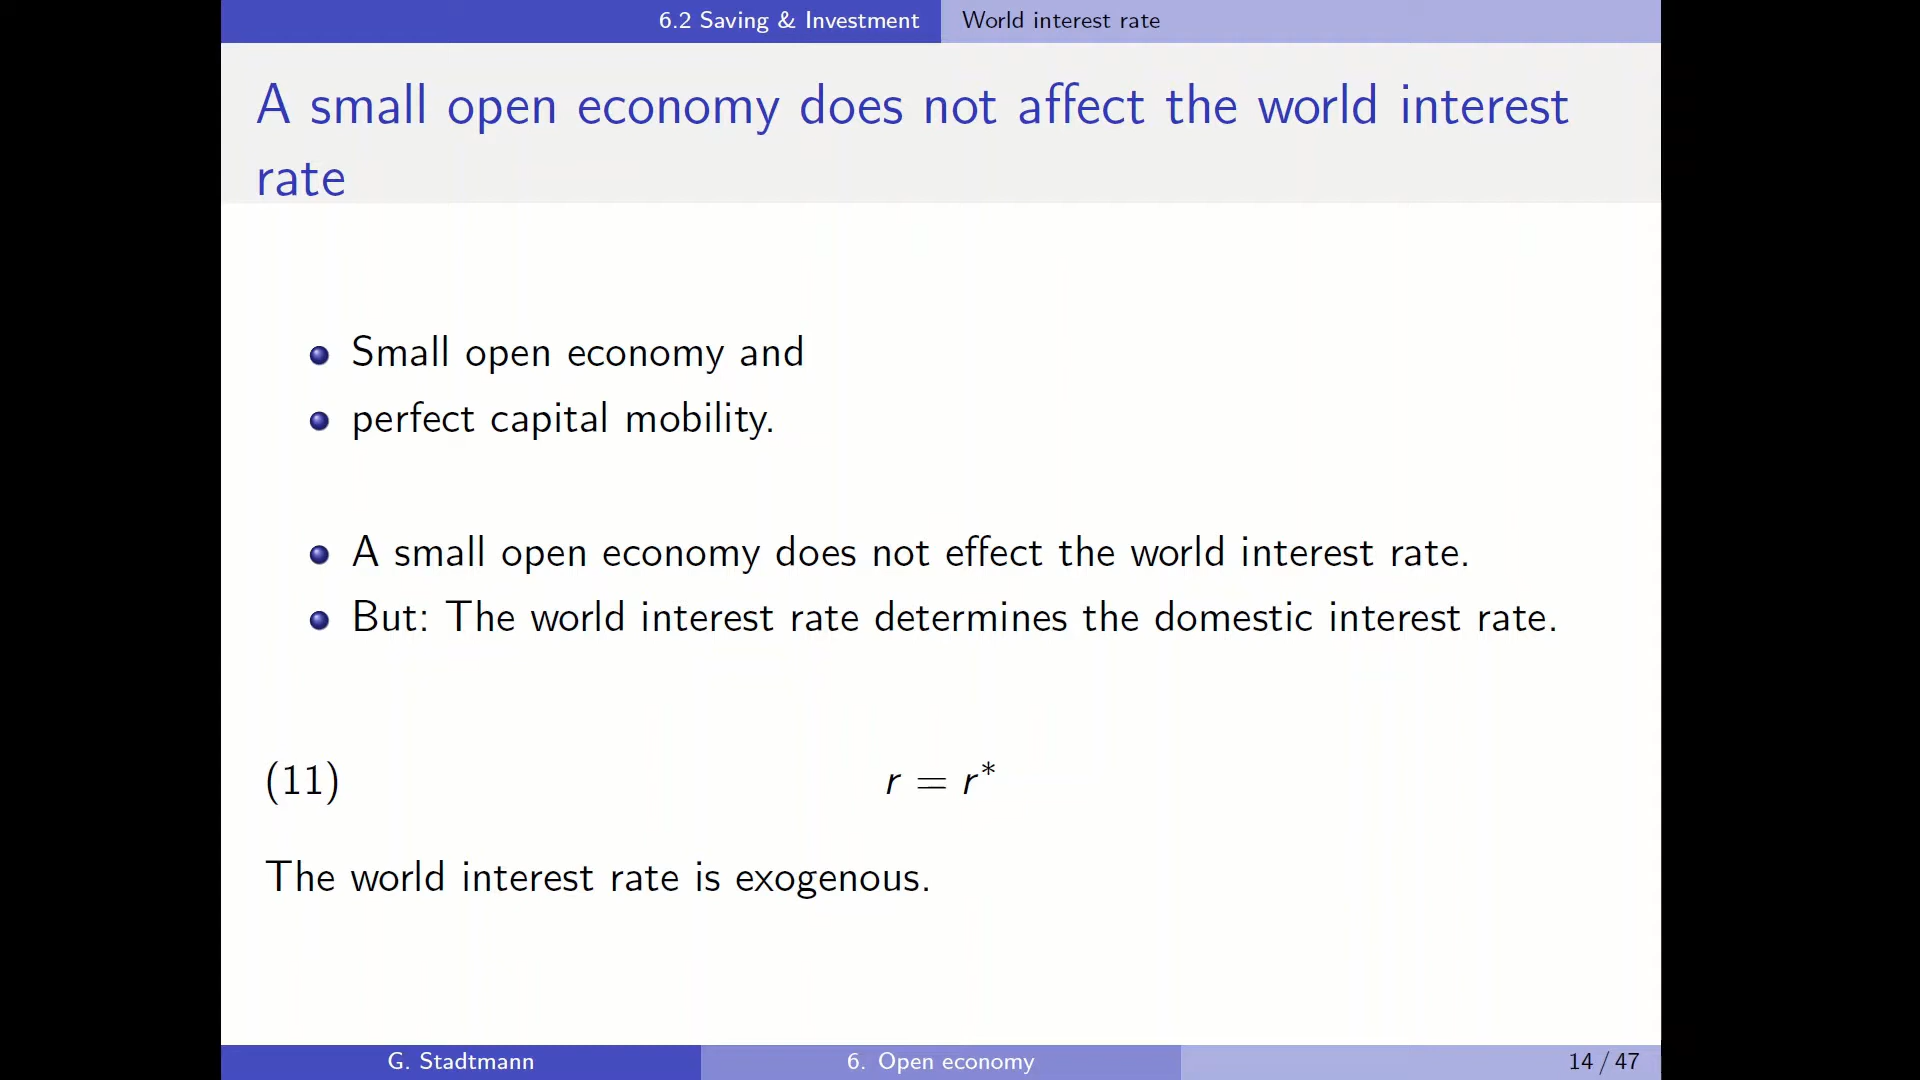 6.2 Saving & Investment World interest rate
A small open economy does not affect the world interest
rate
Small open economy and
perfect capital mobility.
A small open economy does not effect the world interest rate.
But: The world interest rate determines the domestic interest rate.
(11) r = r*
The world interest rate is exogenous.
G. Stadtmann 6. Open economy 14 / 47